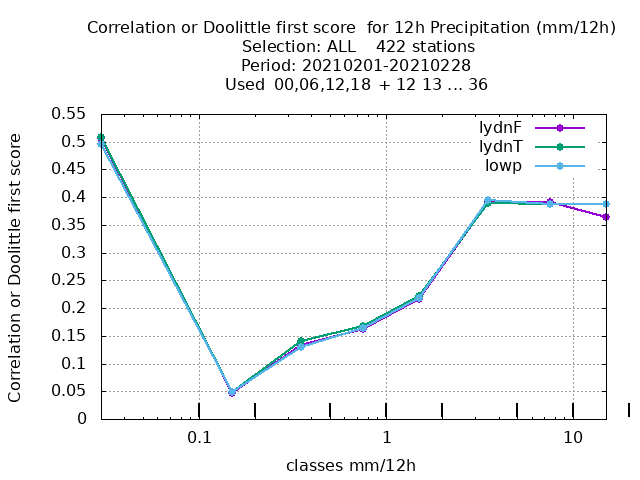 Correlation or Doolittle first score  for 12h Precipitation (mm/12h)
Selection: ALL    422 stations
Period: 20210201-20210228
Used  00,06,12,18  + 12 13 ... 36
Correlation or Doolittle first score
0.55
0.5
0.45
0.4
0.35
0.3
0.25
0.2
0.15
0.1
0.05
0
lydnF
lydnT
lowp
0.1 1 10
classes mm/12h